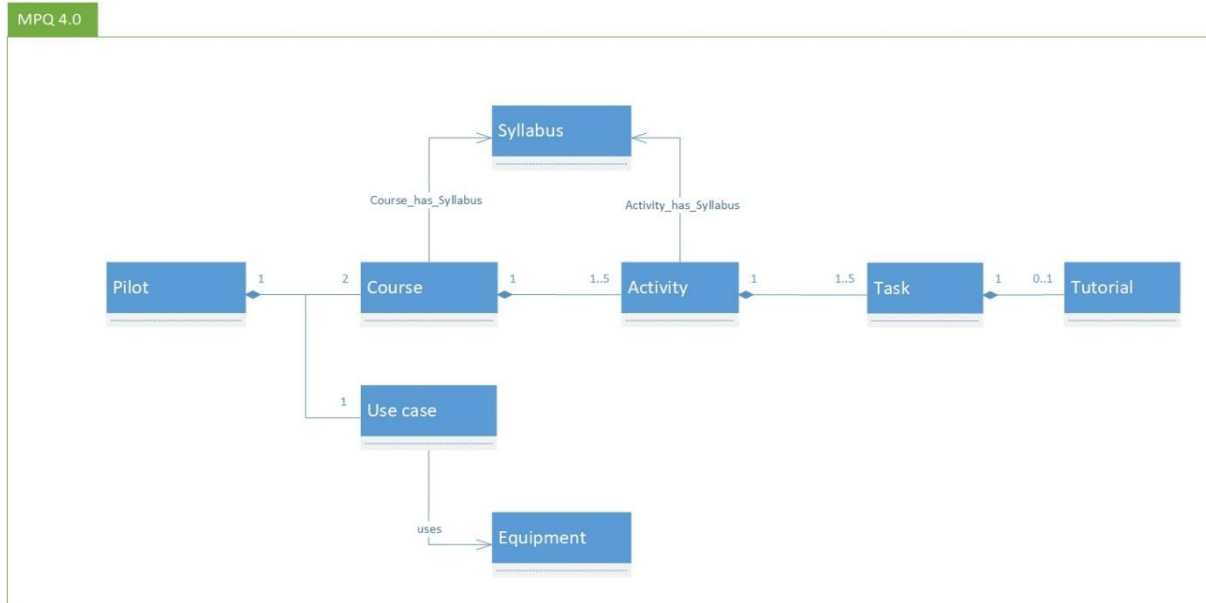 MPQ 4.0
Syllabus
Course_has_Syllabus
Activity_has_Syllabus
Pilot
1
2
Course
1
1..5
Activity
1
1..5
Task
1
0..1
Tutorial
1
Use case
uses
Equipment